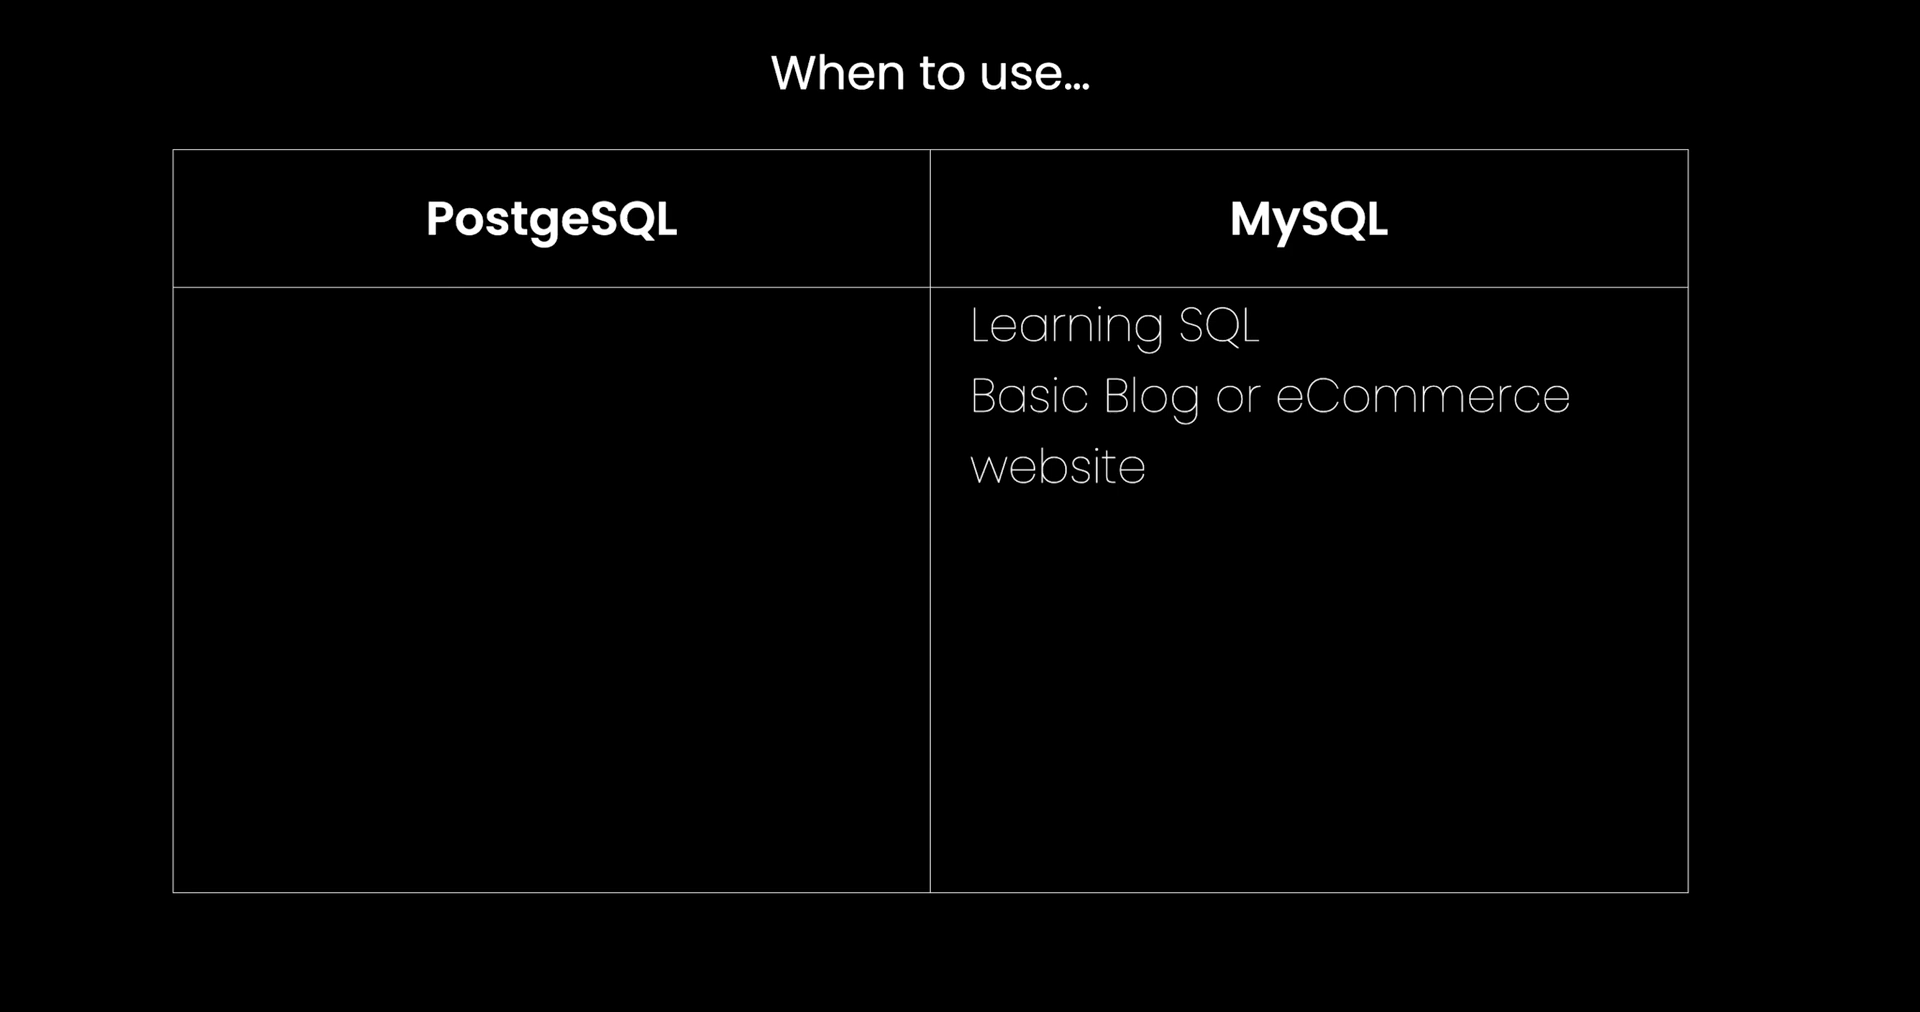 When to use...
PostgeSQL
MySQL
Learning SQL
Basic Blog or eCommerce
website